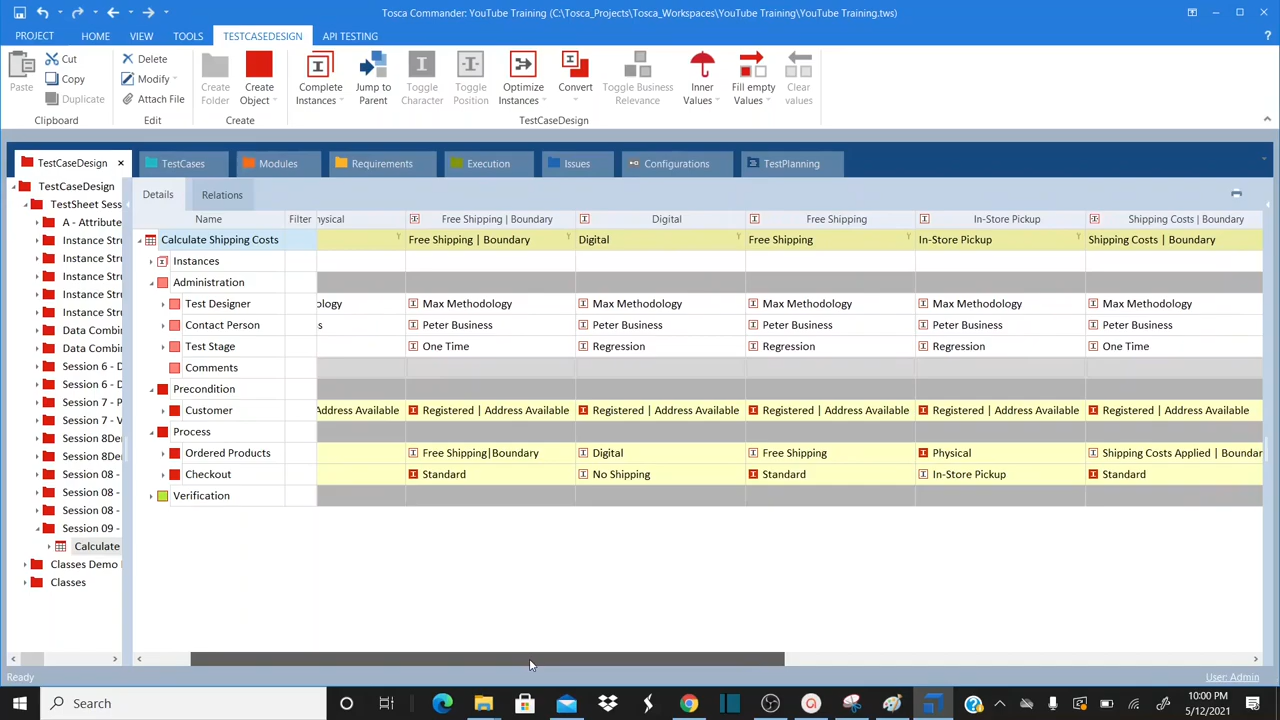 Tosca Commander: YouTube Training (C:\Tosca_Projects\Tosca_Workspaces\YouTube Training\YouTube Training.tws)
PROJECT HOME VIEW TOOLS TESTCASEDESIGN API TESTING
Paste Cut Copy Duplicate Delete Modify Attach File
Create Folder Create Object Complete Instances Jump to Parent Toggle Character Toggle Position Optimize Instances Convert Toggle Business Relevance Inner Values Fill empty Values Clear values
Clipboard Edit Create TestCaseDesign
TestCaseDesign TestCases Modules Requirements Execution Issues Configurations TestPlanning
TestCaseDesign
TestSheet Sess
A - Attribute
Instance Stru
Instance Stru
Instance Stru
Instance Stru
Instance Stru
Data Combin
Data Combin
Session 6 - D
Session 6 - D
Session 7 - P
Session 7 - V
Session 8De
Session 8De
Session 08 -
Session 08 -
Session 08 -
Session 09 -
Calculate
Classes Demo
Classes
Details Relations
Name Filter ysical Free Shipping | Boundary Digital Free Shipping In-Store Pickup Shipping Costs | Boundary
Calculate Shipping Costs Free Shipping | Boundary Digital Free Shipping In-Store Pickup Shipping Costs | Boundary
Instances
Administration
Test Designer ology Max Methodology Max Methodology Max Methodology Max Methodology Max Methodology
Contact Person s Peter Business Peter Business Peter Business Peter Business Peter Business
Test Stage One Time Regression Regression Regression One Time
Comments
Precondition
Customer Address Available Registered | Address Available Registered | Address Available Registered | Address Available Registered | Address Available Registered | Address Available
Process
Ordered Products Free Shipping|Boundary Digital Free Shipping Physical Shipping Costs Applied | Boundar
Checkout Standard No Shipping Standard In-Store Pickup Standard
Verification
Ready User: Admin
Search 10:00 PM
5/12/2021